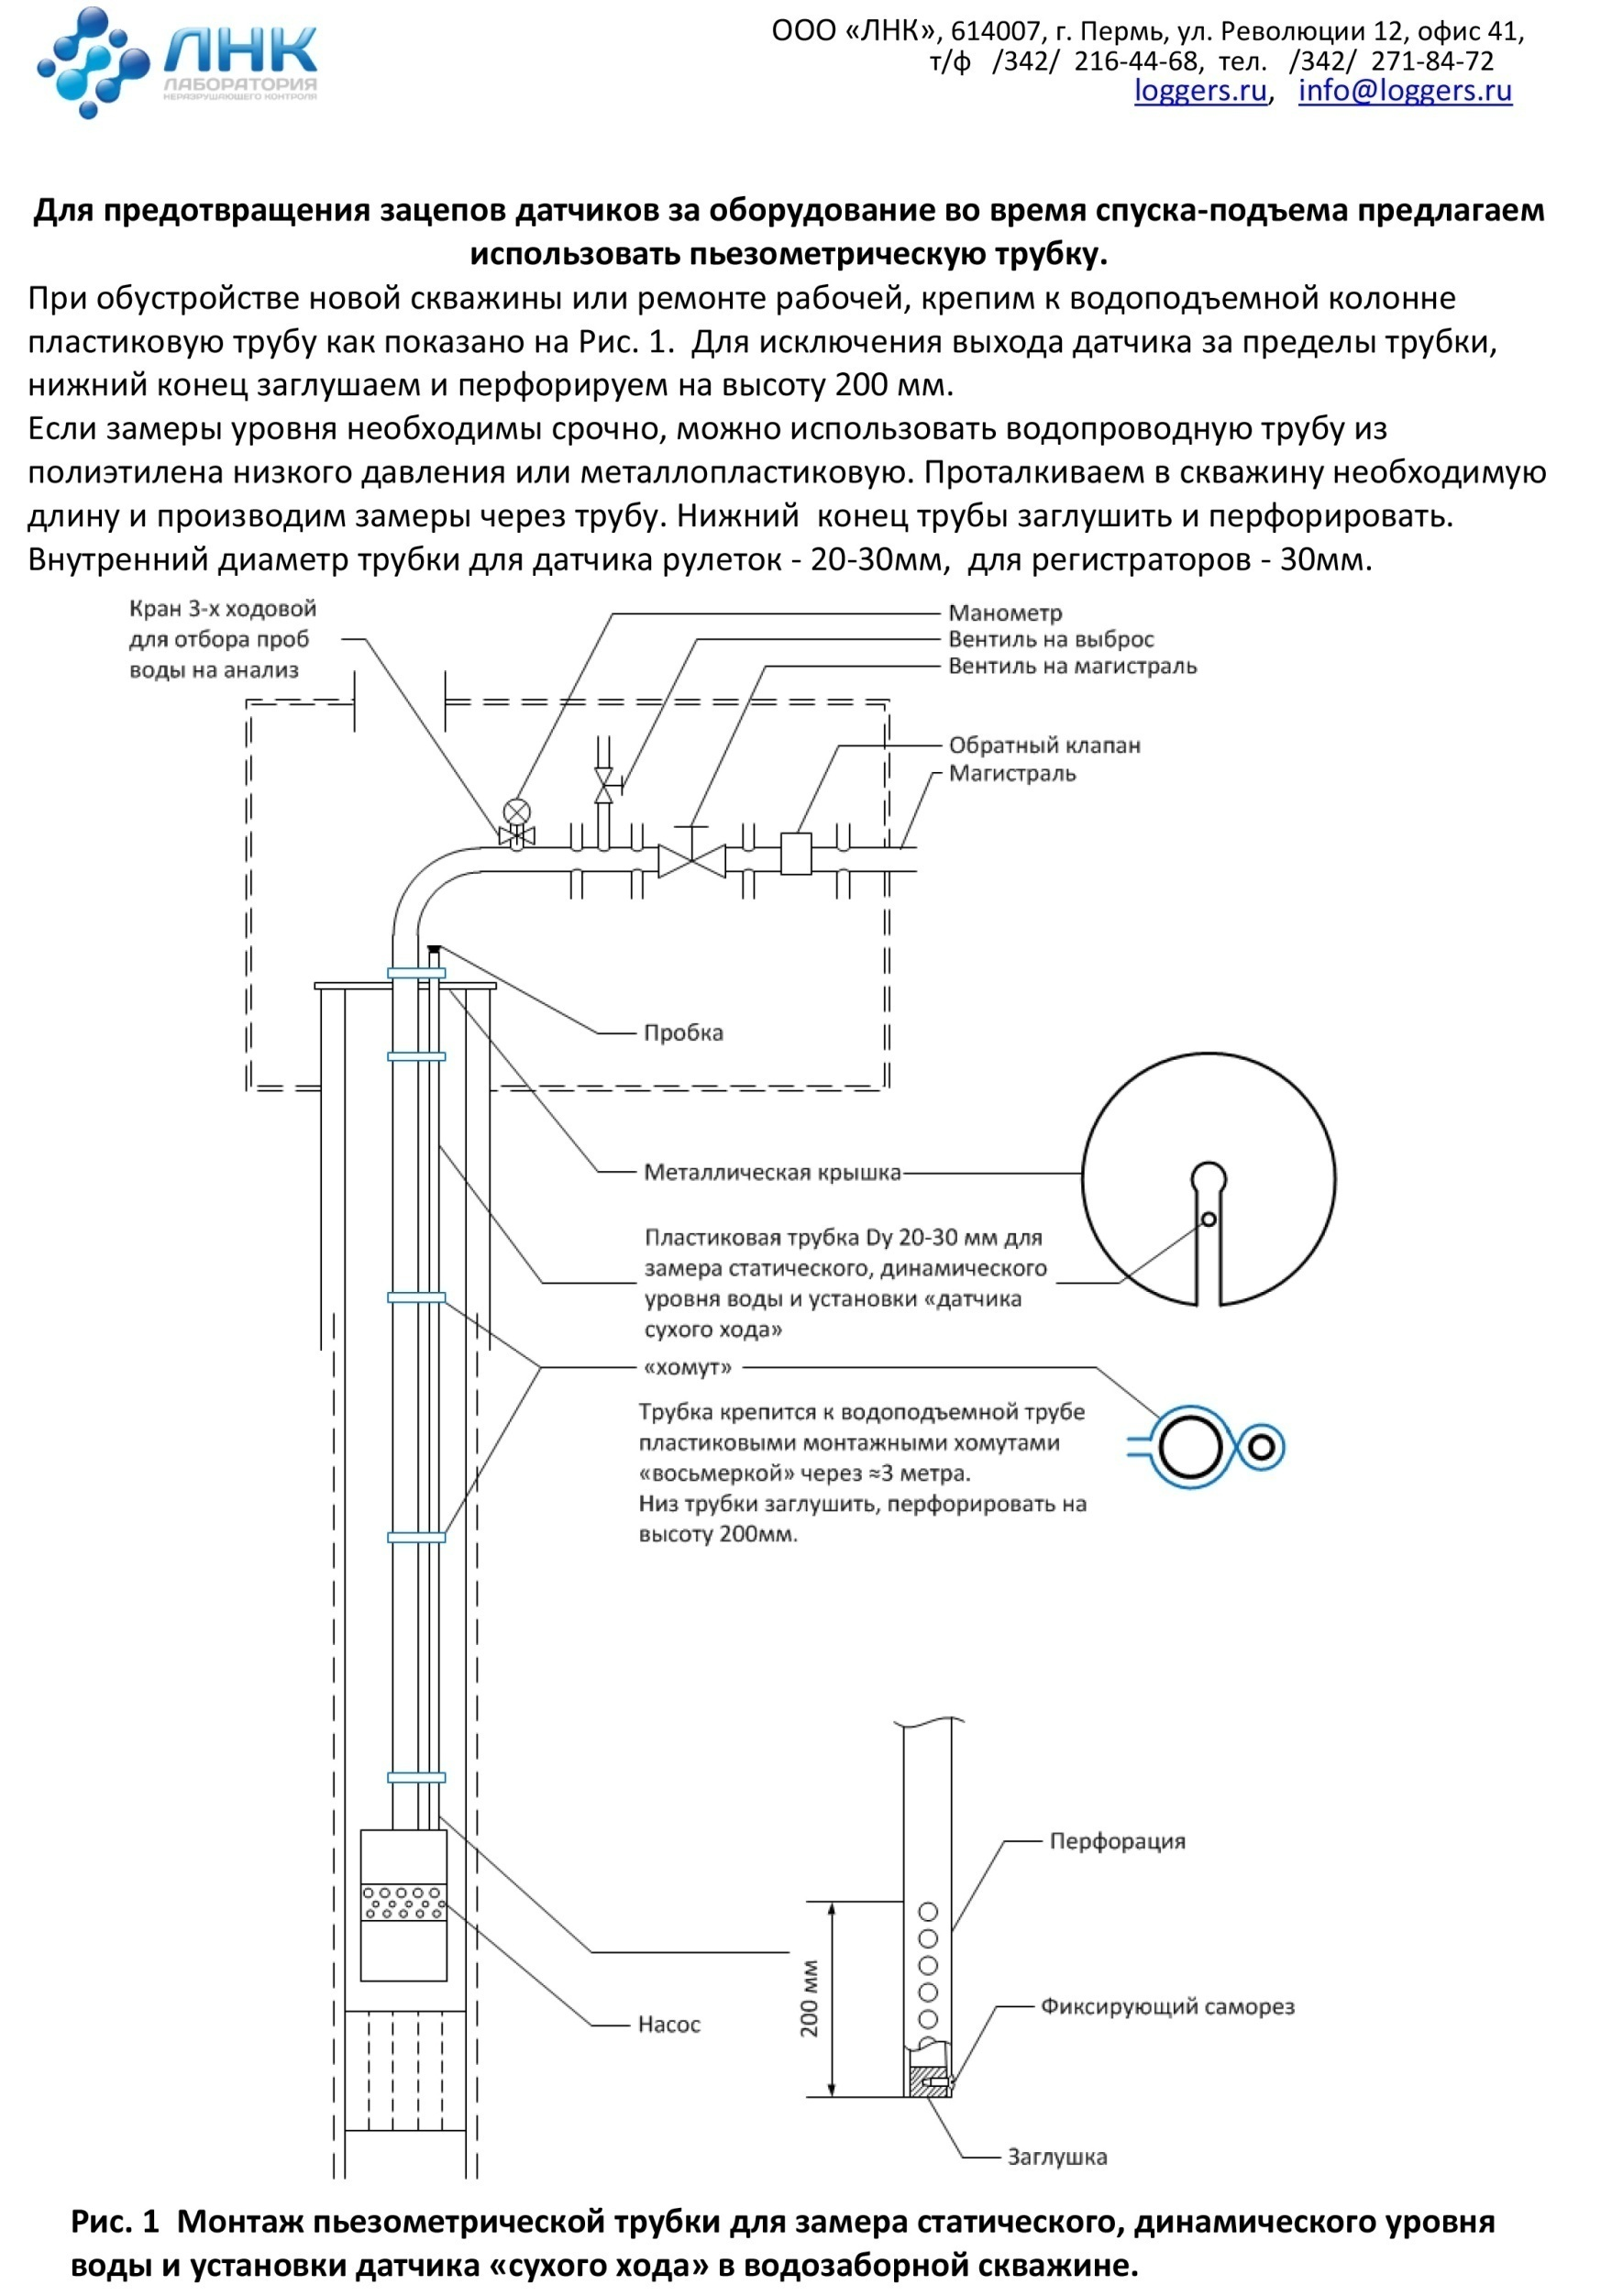 ЛНК
ЛАБОРАТОРИЯ
НЕРАЗРУШАЮЩЕГО КОНТРОЛЯ
ООО «ЛНК», 614007, г. Пермь, ул. Революции 12, офис 41,
т/ф /342/ 216-44-68, тел. /342/ 271-84-72
loggers.ru, info@loggers.ru
Для предотвращения зацепов датчиков за оборудование во время спуска-подъема предлагаем
использовать пьезометрическую трубку.
При обустройстве новой скважины или ремонте рабочей, крепим к водоподъемной колонне
пластиковую трубу как показано на Рис. 1. Для исключения выхода датчика за пределы трубки,
нижний конец заглушаем и перфорируем на высоту 200 мм.
Если замеры уровня необходимы срочно, можно использовать водопроводную трубу из
полиэтилена низкого давления или металлопластиковую. Проталкиваем в скважину необходимую
длину и производим замеры через трубу. Нижний конец трубы заглушить и перфорировать.
Внутренний диаметр трубки для датчика рулеток - 20-30мм, для регистраторов - 30мм.
Кран 3-х ходовой
для отбора проб
воды на анализ
Манометр
Вентиль на выброс
Вентиль на магистраль
Обратный клапан
Магистраль
Пробка
Металлическая крышка
Пластиковая трубка Dy 20-30 мм для
замера статического, динамического
уровня воды и установки «датчика
сухого хода»
«хомут»
Трубка крепится к водоподъемной трубе
пластиковыми монтажными хомутами
«восьмеркой» через ≈3 метра.
Низ трубки заглушить, перфорировать на
высоту 200мм.
Перфорация
200 мм
Фиксирующий саморез
Насос
Заглушка
Рис. 1 Монтаж пьезометрической трубки для замера статического, динамического уровня
воды и установки датчика «сухого хода» в водозаборной скважине.